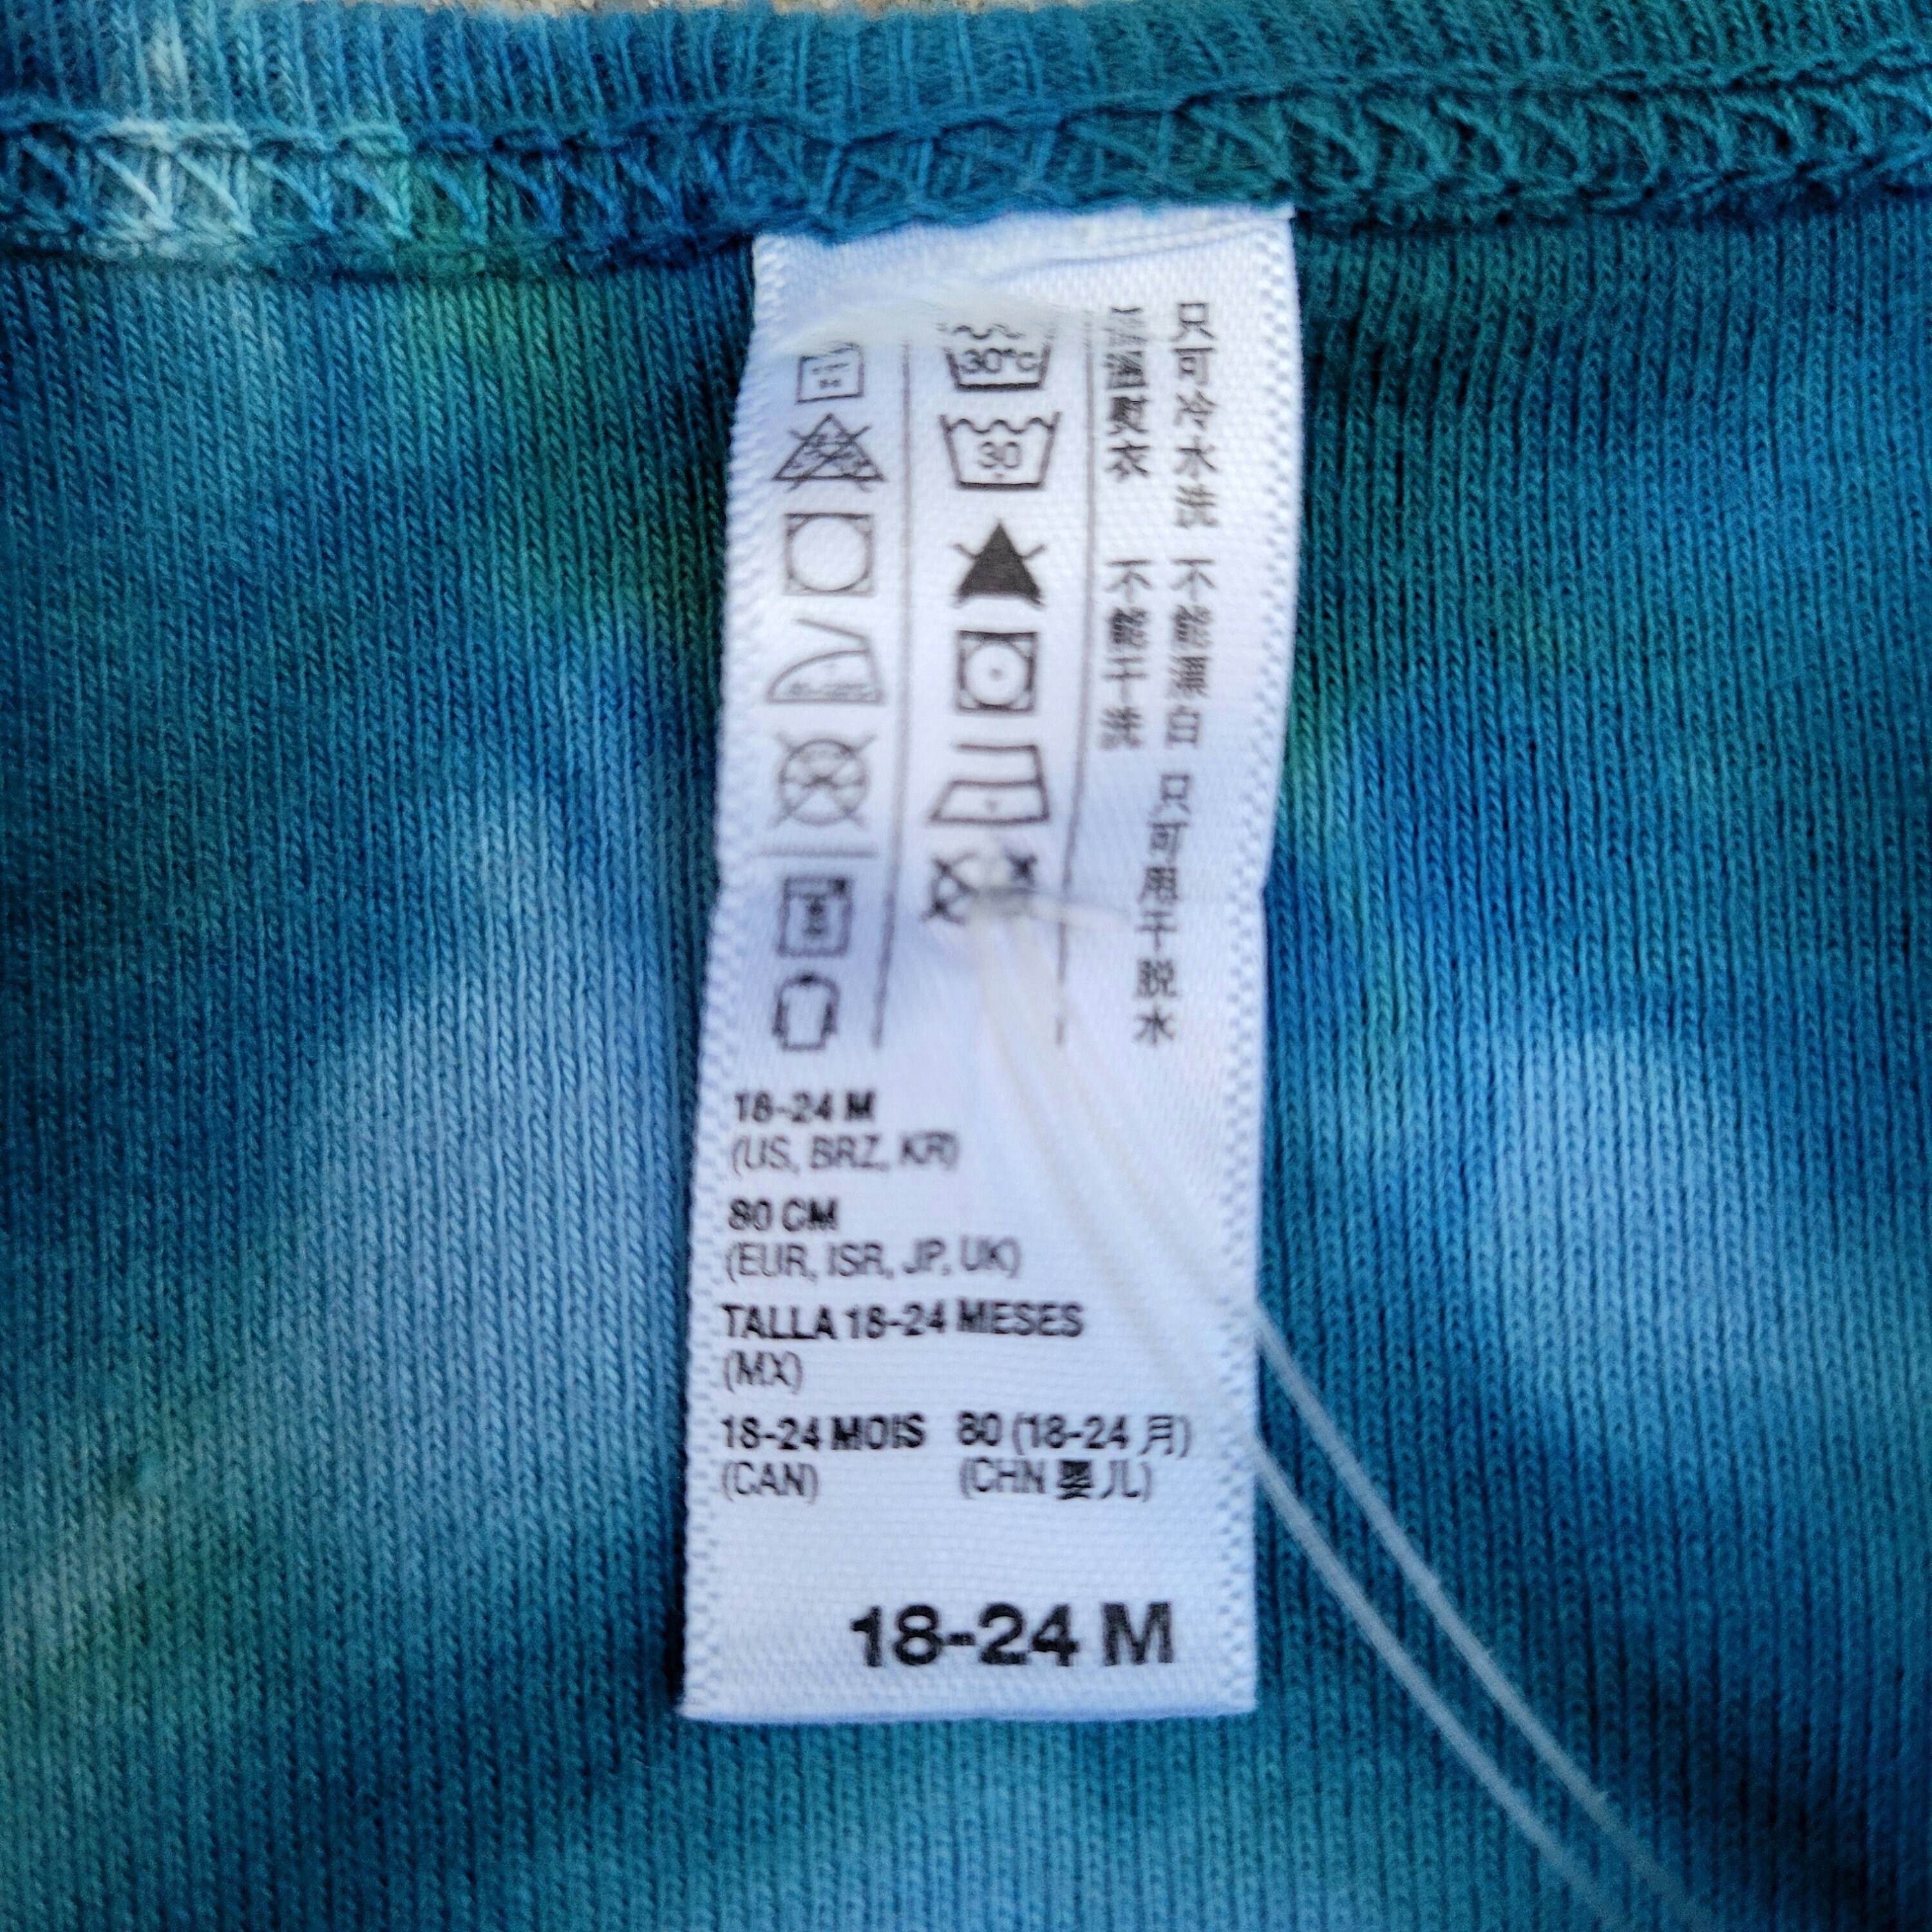 30°C
30
只可冷水洗 不能漂白 只可用干脱水
溫熨衣 不能干洗
18-24 M
(US, BRZ, KR)
80 CM
(EUR, ISR, JP, UK)
TALLA 18-24 MESES
(MX)
18-24 MOIS 80 (18-24 月)
(CAN) (CHN 婴儿)
18-24 M